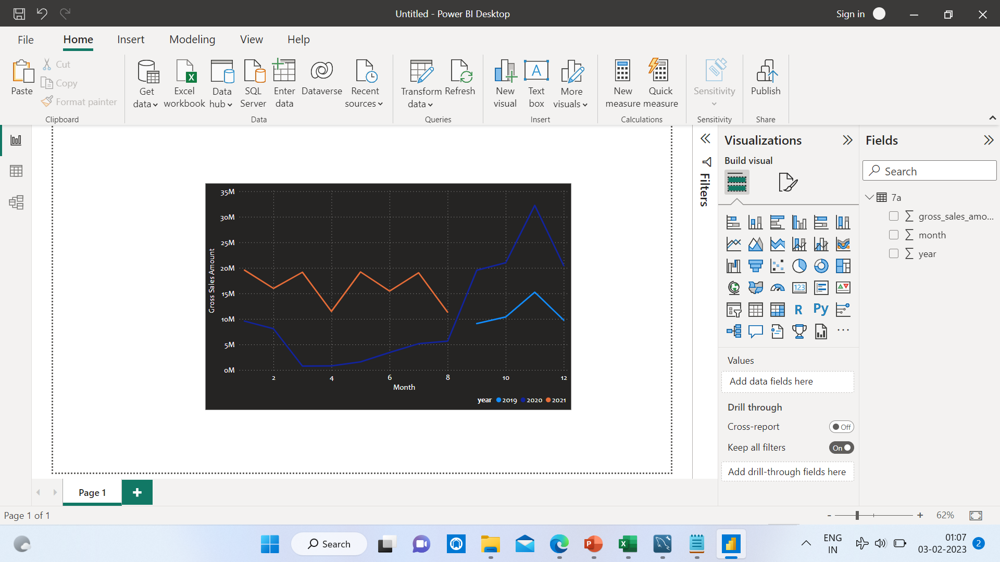 Untitled - Power BI Desktop
Sign in
File
Home
Insert
Modeling
View
Help
Paste
Cut
Copy
Format painter
Clipboard
Get data
Excel workbook
Data hub
SQL Server
Enter data
Dataverse
Recent sources
Data
Transform data
Refresh
Queries
New visual
A
Text box
More visuals
Insert
New measure
Quick measure
Calculations
Sensitivity
Sensitivity
Publish
Share
35M
30M
25M
20M
15M
10M
5M
0M
Gross Sales Amount
2
4
6
8
10
12
Month
year
2019
2020
2021
Filters
Visualizations
Build visual
123
R
Py
...
Values
Add data fields here
Drill through
Cross-report
Off
Keep all filters
On
Add drill-through fields here
Fields
Search
7a
gross_sales_amo...
month
year
Page 1
Page 1 of 1
-
+
62%
Search
P
X
ENG
IN
01:07
03-02-2023
2